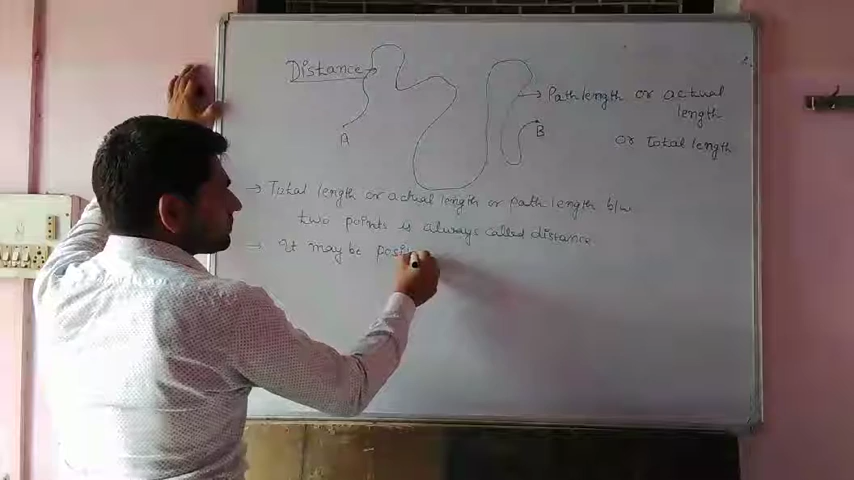 Distance
A
B
Path length or actual
length
or Total length
→ Total length or actual length or path length b/w
two points is always called distance.
→ It may be posi